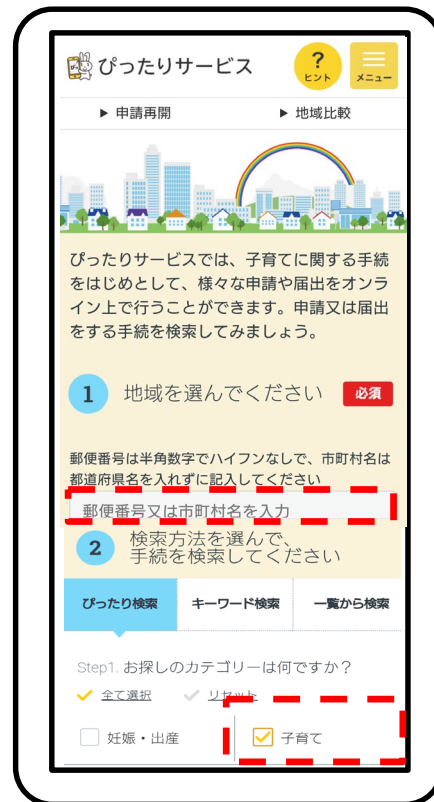 ぴったりサービス
?
ヒント
メニュー
▶ 申請再開
▶ 地域比較
ぴったりサービスでは、子育てに関する手続
をはじめとして、様々な申請や届出をオンラ
イン上で行うことができます。申請又は届出
をする手続を検索してみましょう。
1 地域を選んでください 必須
郵便番号は半角数字でハイフンなしで、市町村名は
都道府県名を入れずに記入してください
郵便番号又は市町村名を入力
2 検索方法を選んで、
手続を検索してください
ぴったり検索 キーワード検索 一覧から検索
Step1. お探しのカテゴリーは何ですか？
全て選択 リセット
妊娠・出産 子育て